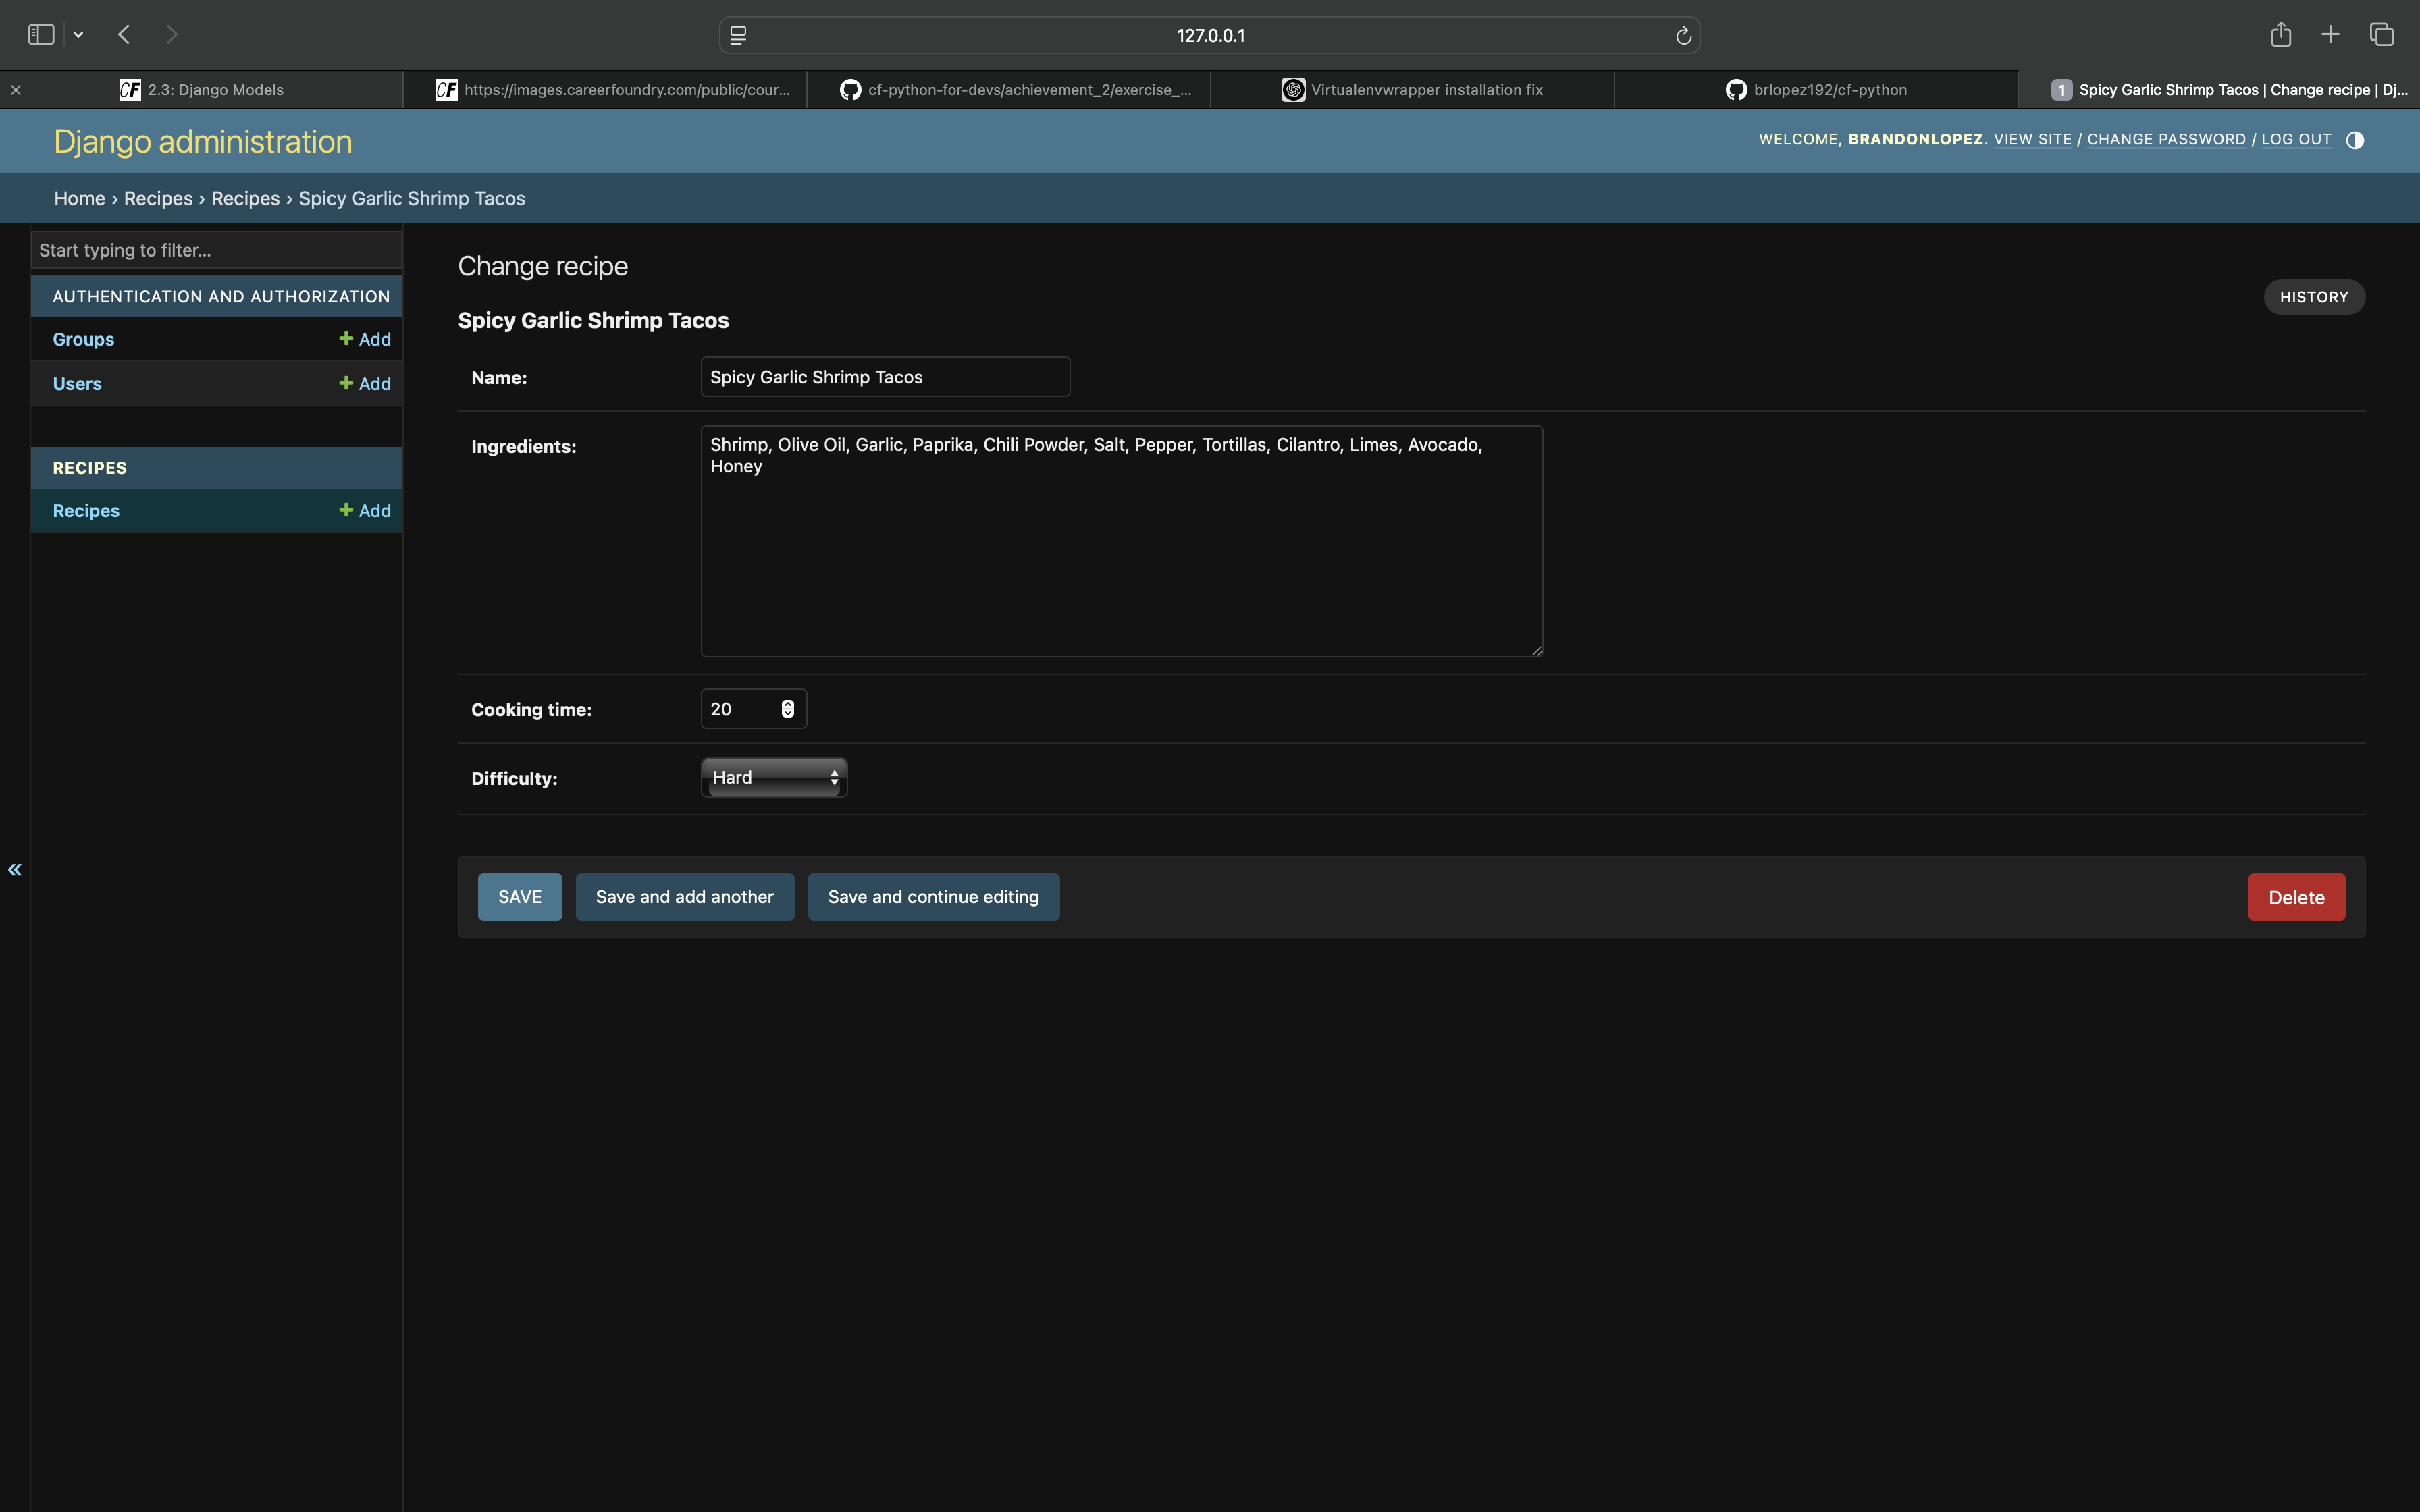 127.0.0.1
CF 2.3: Django Models
CF https://images.careerfoundry.com/public/cour...
cf-python-for-devs/achievement_2/exercise_...
Virtualenvwrapper installation fix
brlopez192/cf-python
1 Spicy Garlic Shrimp Tacos | Change recipe | Dj...
Django administration
WELCOME, BRANDONLOPEZ. VIEW SITE / CHANGE PASSWORD / LOG OUT
Home › Recipes › Recipes › Spicy Garlic Shrimp Tacos
Start typing to filter...
AUTHENTICATION AND AUTHORIZATION
Groups + Add
Users + Add
RECIPES
Recipes + Add
«
Change recipe
HISTORY
Spicy Garlic Shrimp Tacos
Name: Spicy Garlic Shrimp Tacos
Ingredients: Shrimp, Olive Oil, Garlic, Paprika, Chili Powder, Salt, Pepper, Tortillas, Cilantro, Limes, Avocado,
Honey
Cooking time: 20
Difficulty: Hard
SAVE Save and add another Save and continue editing Delete